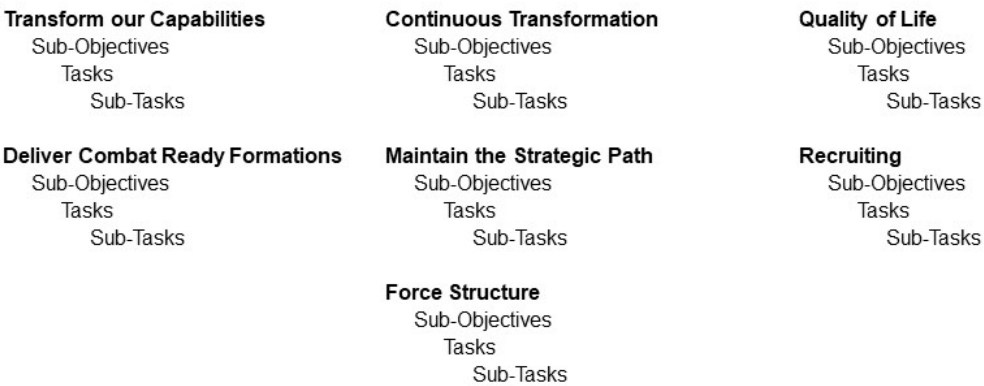 Transform our Capabilities
Sub-Objectives
Tasks
Sub-Tasks
Continuous Transformation
Sub-Objectives
Tasks
Sub-Tasks
Quality of Life
Sub-Objectives
Tasks
Sub-Tasks
Deliver Combat Ready Formations
Sub-Objectives
Tasks
Sub-Tasks
Maintain the Strategic Path
Sub-Objectives
Tasks
Sub-Tasks
Recruiting
Sub-Objectives
Tasks
Sub-Tasks
Force Structure
Sub-Objectives
Tasks
Sub-Tasks